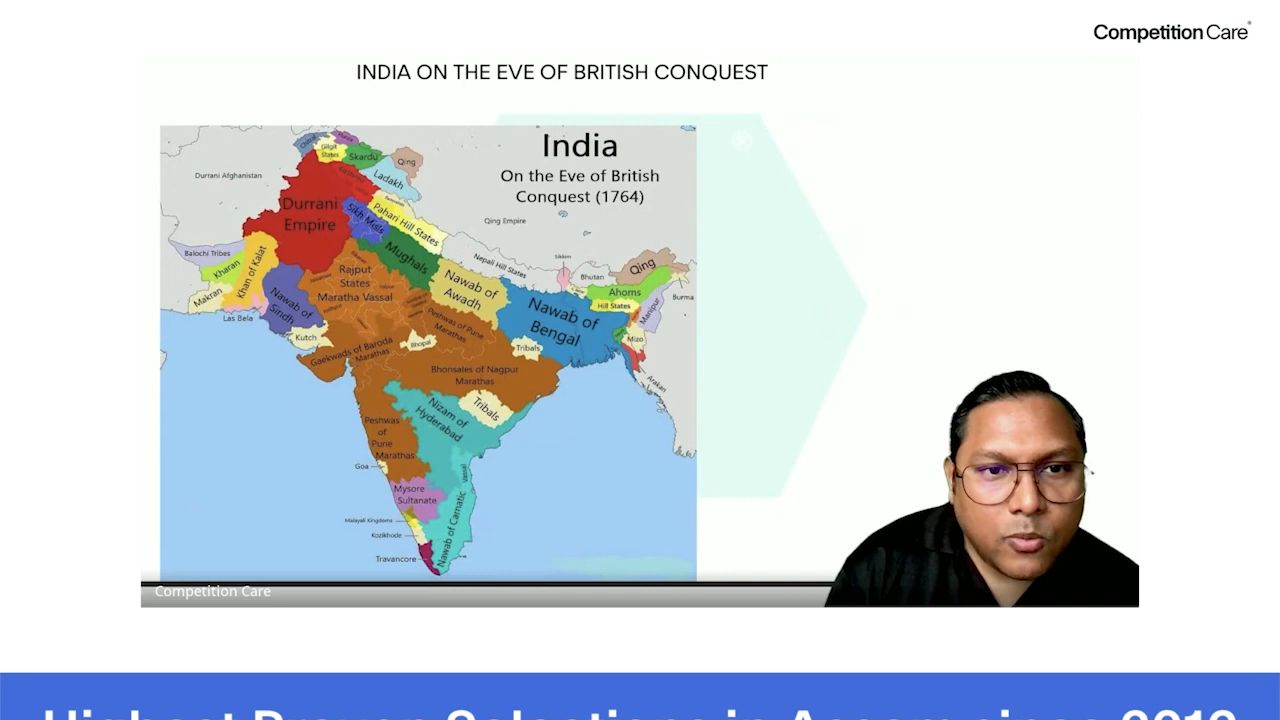 Competition Care
INDIA ON THE EVE OF BRITISH CONQUEST
India
On the Eve of British
Conquest (1764)
Gilgit
States
Skardu
Qing
Ladakh
Durrani Afghanistan
Durrani
Empire
Sikh Misls
Pahari Hill States
Qing Empire
Mughals
Nepali Hill States
Sikkim
Bhutan
Qing
Balochi Tribes
Kharan
Khan of Kalat
Makran
Las Bela
Nawab of
Sindh
Kutch
Rajput
States
Maratha Vassal
Nawab of
Awadh
Nawab of
Bengal
Ahoms
Hill States
Manipur
Burma
Mizo
Arakan
Peshwas of Pune
Marathas
Gaekwads of Baroda
Marathas
Bhopal
Tribals
Bhonsales of Nagpur
Marathas
Tribals
Nizam of
Hyderabad
Peshwas
of
Pune
Marathas
Goa
Mysore
Sultanate
Vassal
Nawab of Carnatic
Malayali Kingdoms
Kozikhode
Travancore
Competition Care